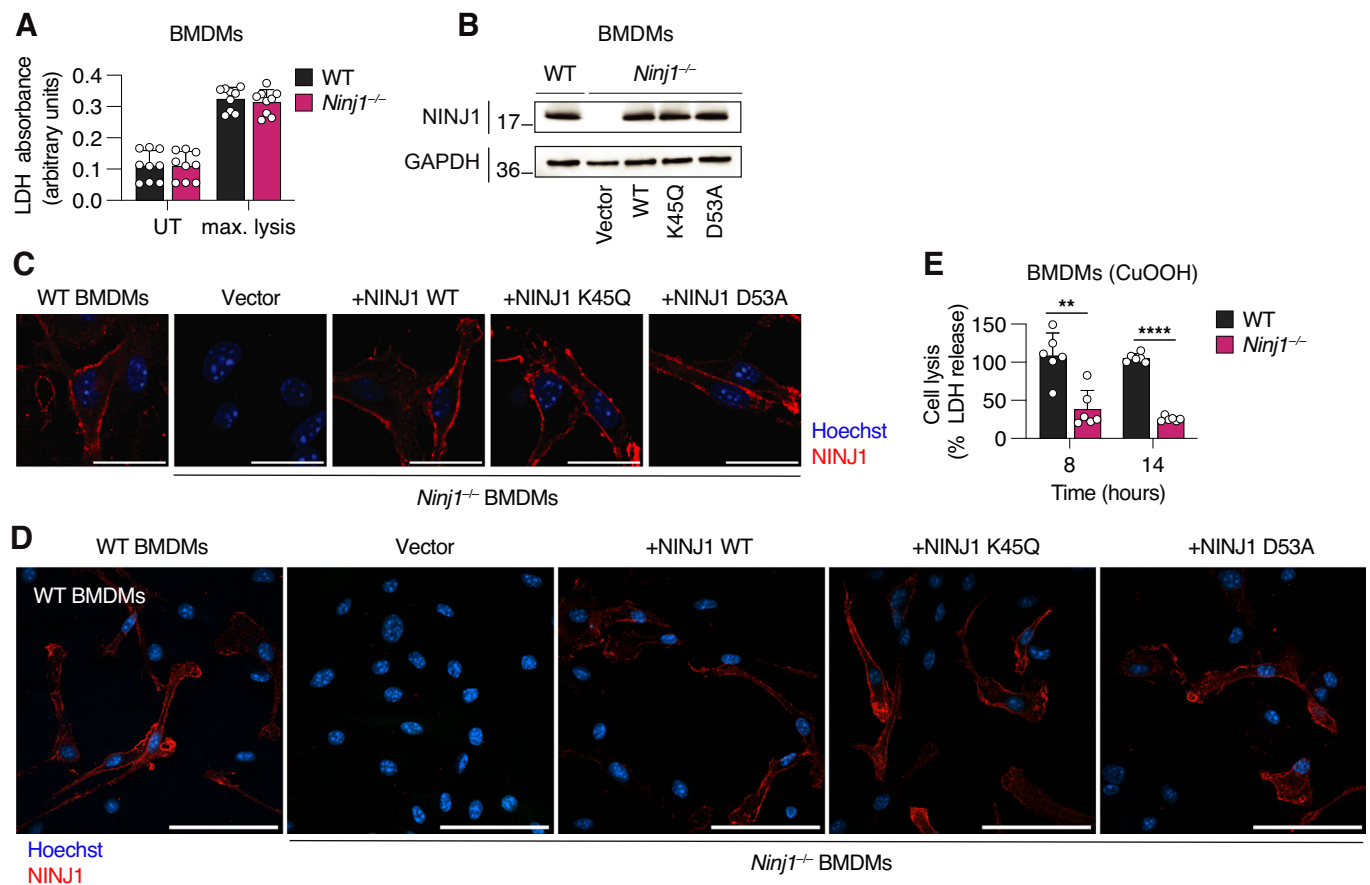 A
BMDMs
LDH absorbance
(arbitrary units)
0.4
0.3
0.2
0.1
0.0
UT
max. lysis
WT
Ninj1–/–
B
BMDMs
WT
Ninj1–/–
NINJ1
17
GAPDH
36
Vector
WT
K45Q
D53A
C
WT BMDMs
Vector
+NINJ1 WT
+NINJ1 K45Q
+NINJ1 D53A
Hoechst
NINJ1
Ninj1–/– BMDMs
E
BMDMs (CuOOH)
Cell lysis
(% LDH release)
150
100
50
0
**
****
8
14
Time (hours)
WT
Ninj1–/–
D
WT BMDMs
Vector
+NINJ1 WT
+NINJ1 K45Q
+NINJ1 D53A
WT BMDMs
Hoechst
NINJ1
Ninj1–/– BMDMs